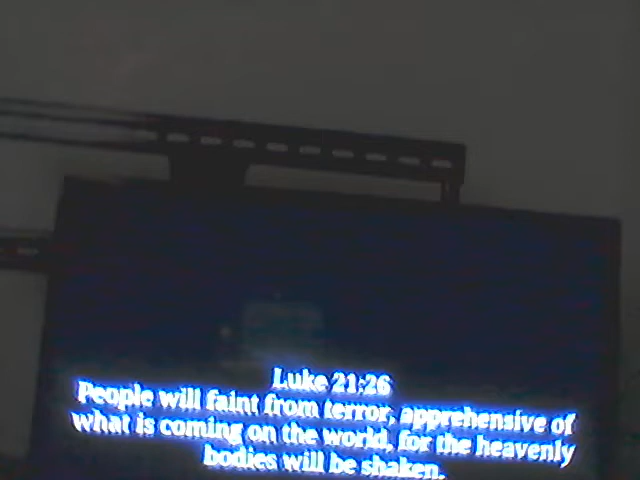 Luke 21:26
People will faint from terror, apprehensive of
what is coming on the world, for the heavenly
bodies will be shaken.